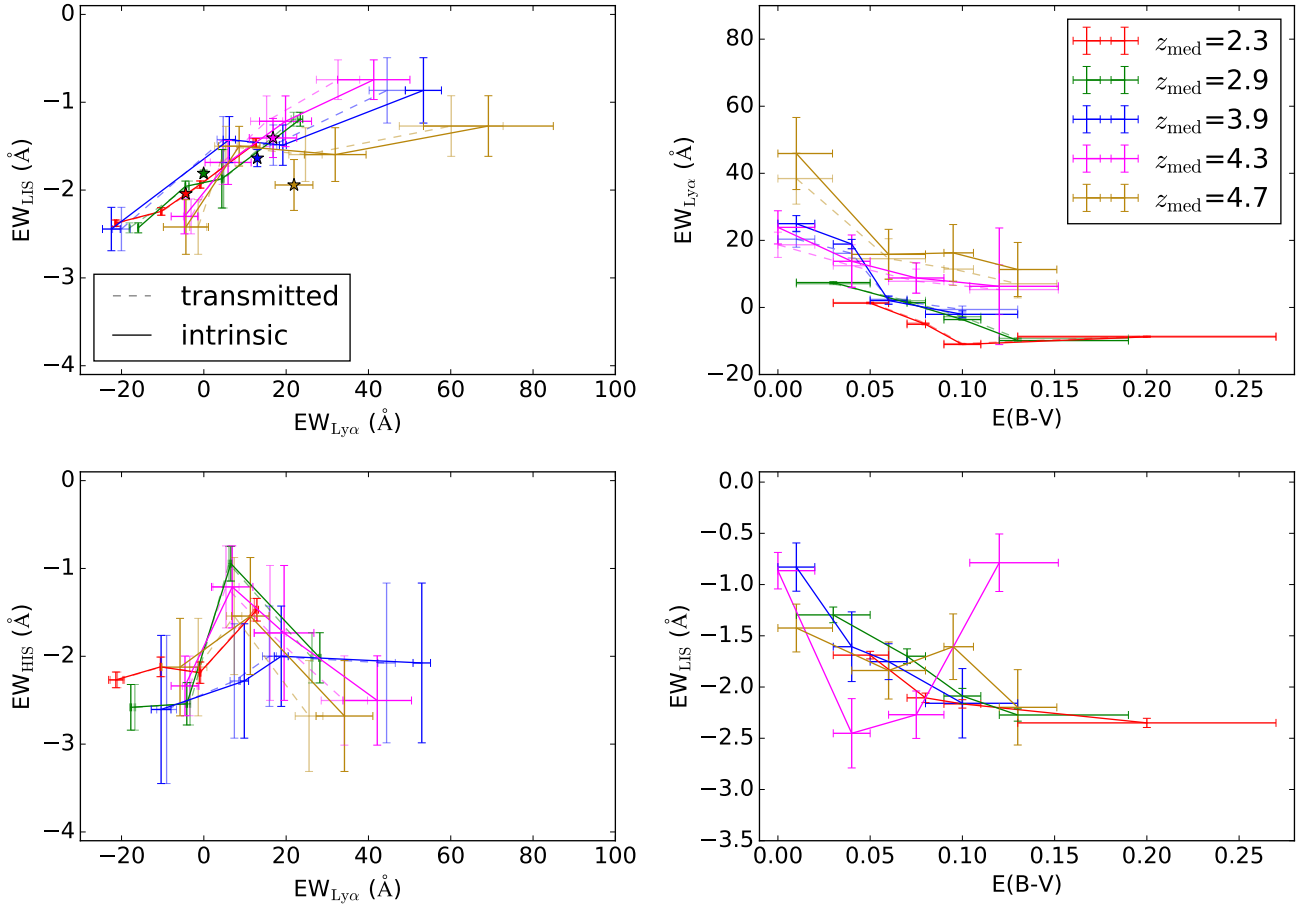 0
−1
−2
−3
−4
EW_LIS (Å)
transmitted
intrinsic
−20 0 20 40 60 80 100
EW_Lyα (Å)
80
60
40
20
0
−20
EW_Lyα (Å)
z_med=2.3
z_med=2.9
z_med=3.9
z_med=4.3
z_med=4.7
0.00 0.05 0.10 0.15 0.20 0.25
E(B-V)
0
−1
−2
−3
−4
EW_HIS (Å)
−20 0 20 40 60 80 100
EW_Lyα (Å)
0.0
−0.5
−1.0
−1.5
−2.0
−2.5
−3.0
−3.5
EW_LIS (Å)
0.00 0.05 0.10 0.15 0.20 0.25
E(B-V)